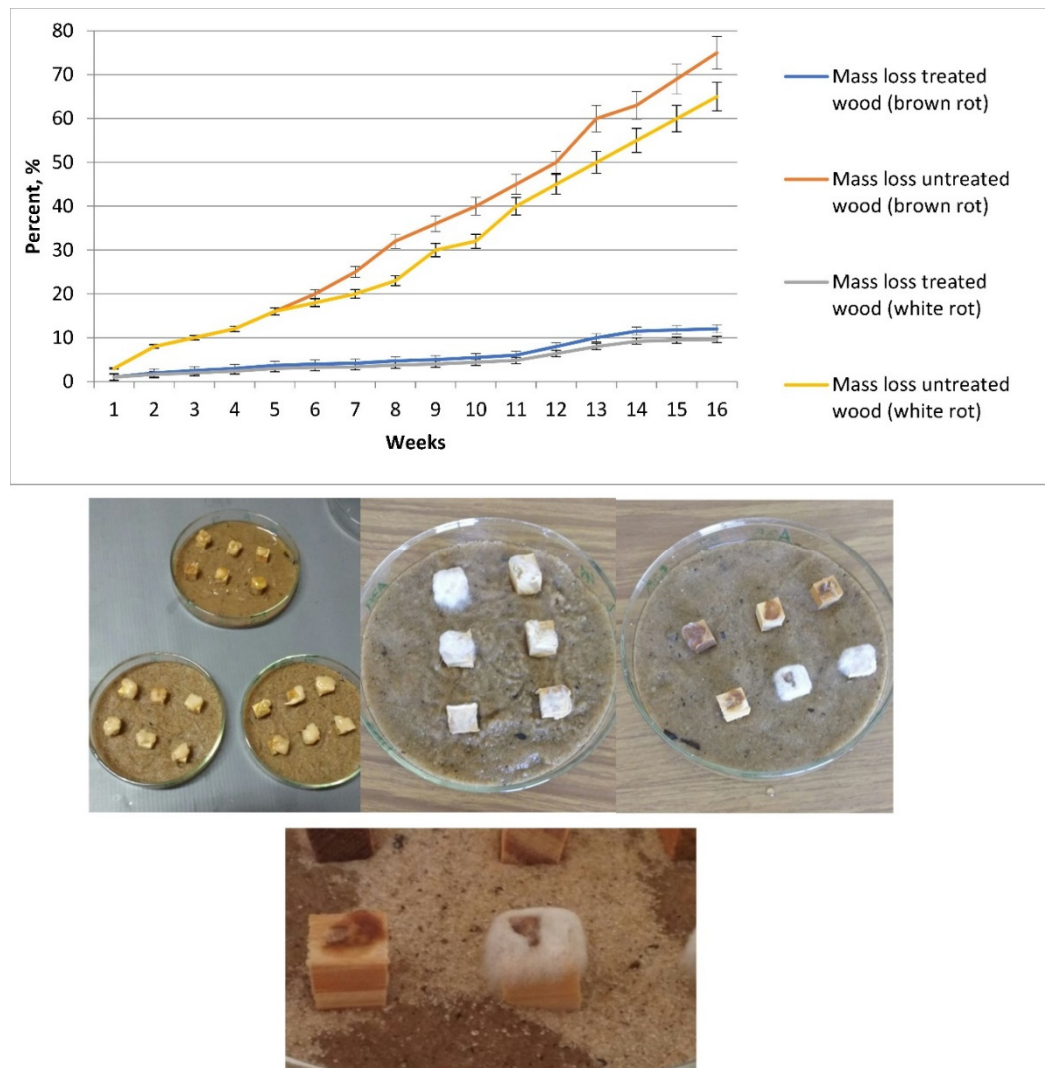 80
70
60
50
40
30
20
10
0
Percent, %
1 2 3 4 5 6 7 8 9 10 11 12 13 14 15 16
Weeks
Mass loss treated
wood (brown rot)
Mass loss untreated
wood (brown rot)
Mass loss treated
wood (white rot)
Mass loss untreated
wood (white rot)